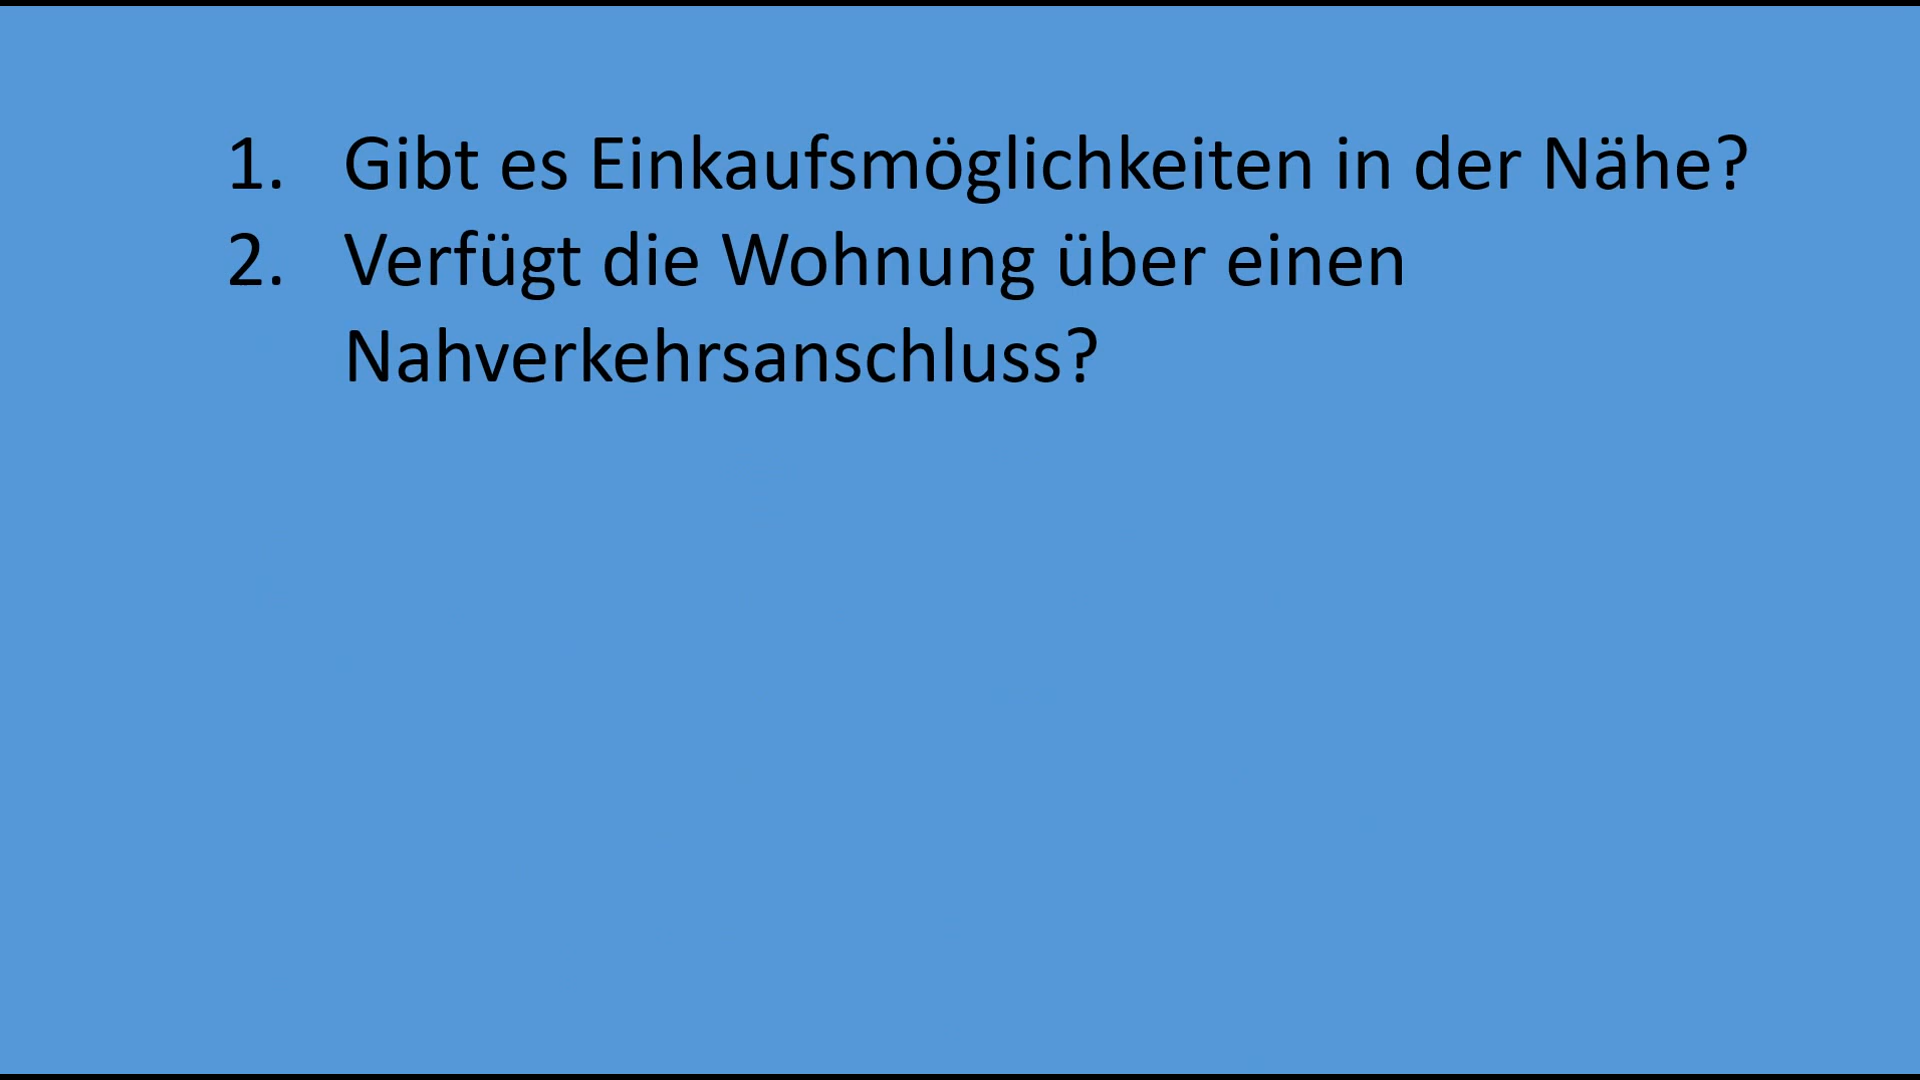 1. Gibt es Einkaufsmöglichkeiten in der Nähe?
2. Verfügt die Wohnung über einen
Nahverkehrsanschluss?